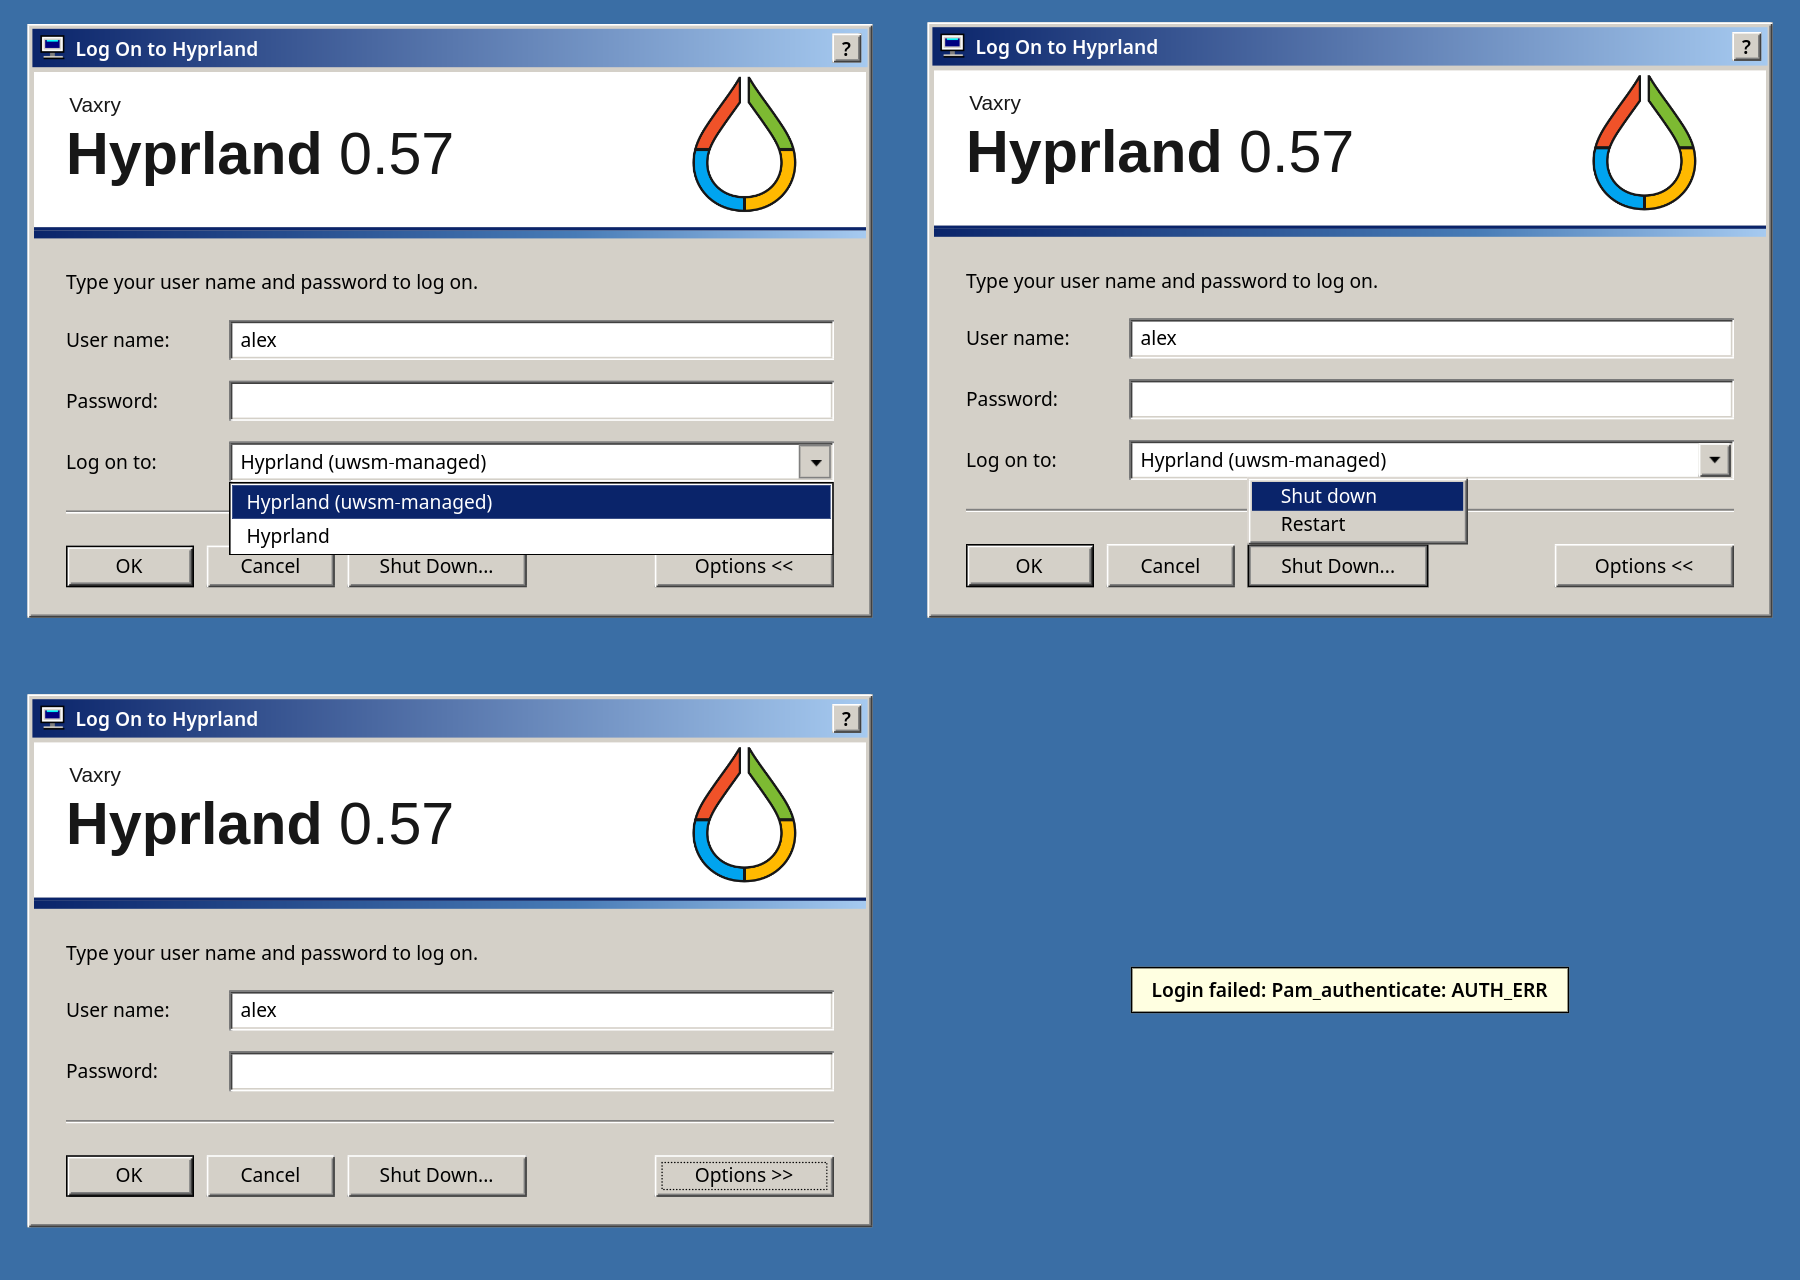 Log On to Hyprland
?
Vaxry
Hyprland 0.57
Type your user name and password to log on.
User name: alex
Password:
Log on to: Hyprland (uwsm-managed)
Hyprland (uwsm-managed)
Hyprland
OK Cancel Shut Down... Options <<
Log On to Hyprland
?
Vaxry
Hyprland 0.57
Type your user name and password to log on.
User name: alex
Password:
Log on to: Hyprland (uwsm-managed)
Shut down
Restart
OK Cancel Shut Down... Options <<
Log On to Hyprland
?
Vaxry
Hyprland 0.57
Type your user name and password to log on.
User name: alex
Password:
OK Cancel Shut Down... Options >>
Login failed: Pam_authenticate: AUTH_ERR